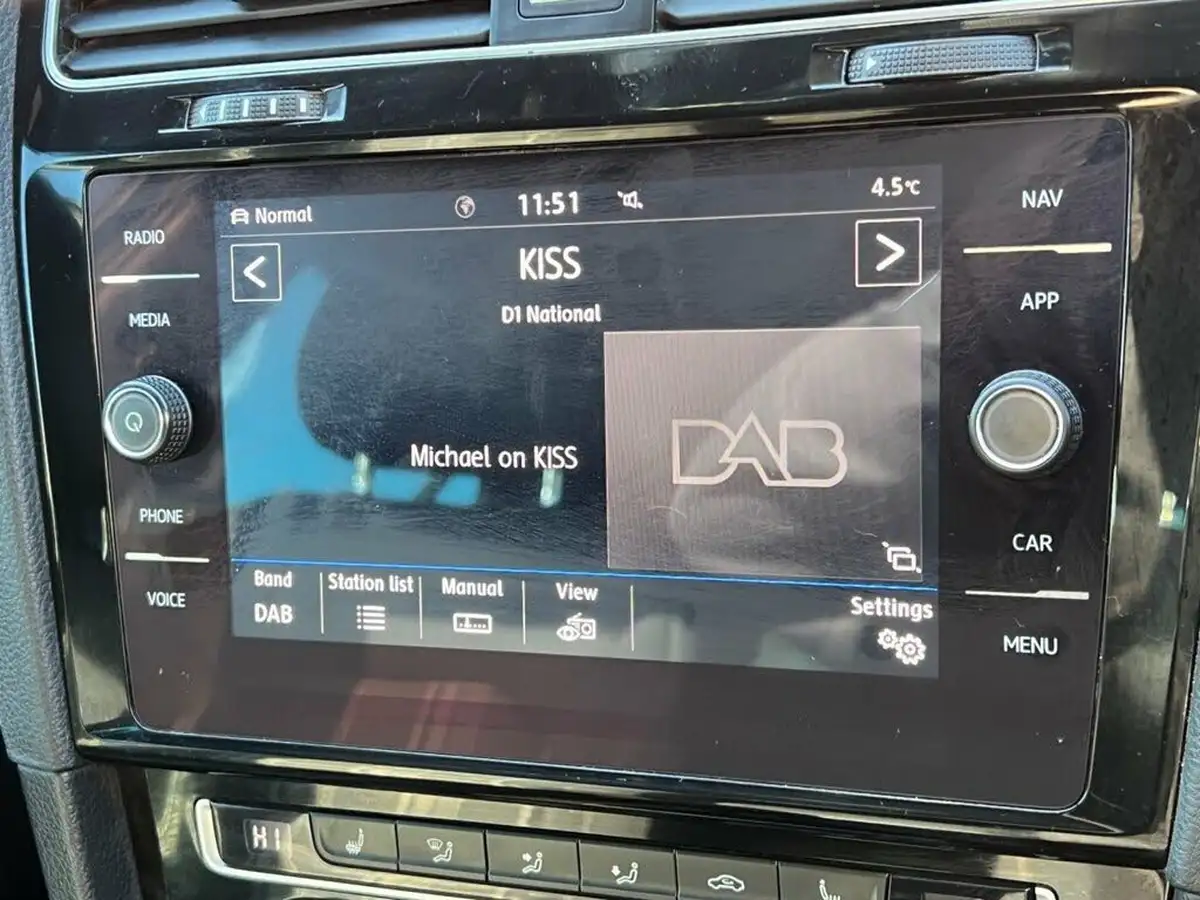 Normal
11:51
4.5°C
KISS
D1 National
Michael on KISS
DAB
Band
DAB
Station list
Manual
View
Settings
RADIO
MEDIA
PHONE
VOICE
NAV
APP
CAR
MENU
HI